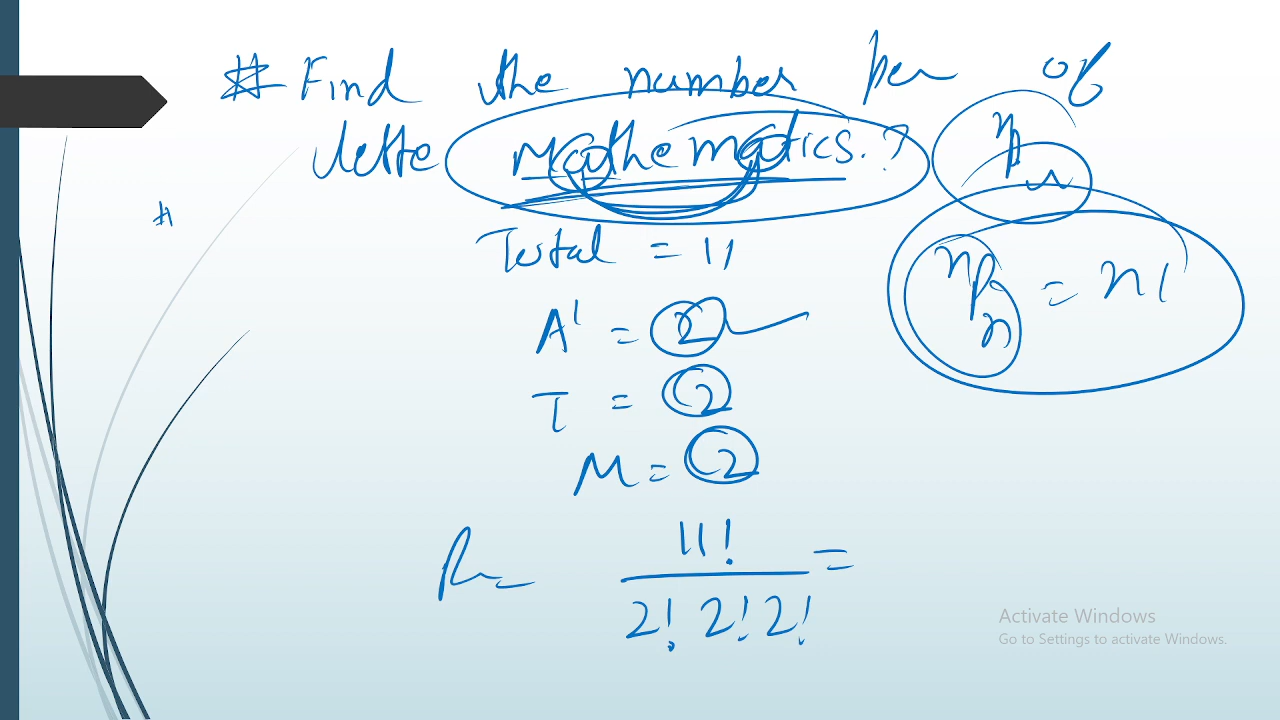 # Find the number per of
lette Mathematics.?
nPr
#
Total = 11
nPn = n!
A' = 2
T = 2
M = 2
11!
2! 2! 2!
=
Activate Windows
Go to Settings to activate Windows.